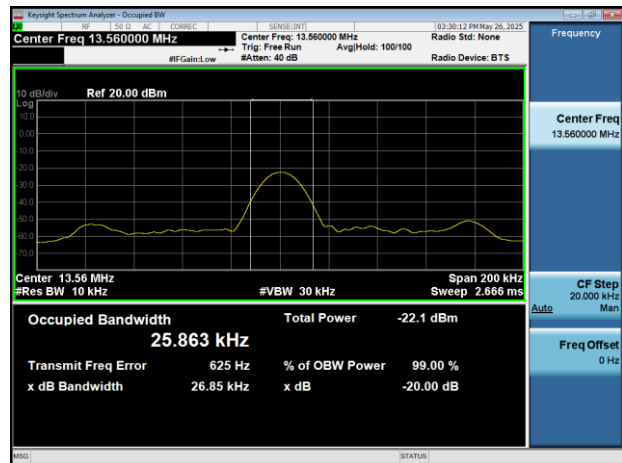 Keysight Spectrum Analyzer - Occupied BW
RF 50 Ω AC CORREC SENSE:INT 03:30:12 PM May 26, 2025
Center Freq 13.560000 MHz
Center Freq: 13.560000 MHz Radio Std: None
Trig: Free Run Avg|Hold: 100/100
#IFGain:Low #Atten: 40 dB Radio Device: BTS
10 dB/div Ref 20.00 dBm
Log
10.0
0.00
-10.0
-20.0
-30.0
-40.0
-50.0
-60.0
-70.0
Center 13.56 MHz Span 200 kHz
#Res BW 10 kHz #VBW 30 kHz Sweep 2.666 ms
Occupied Bandwidth Total Power -22.1 dBm
25.863 kHz
Transmit Freq Error 625 Hz % of OBW Power 99.00 %
x dB Bandwidth 26.85 kHz x dB -20.00 dB
MSG STATUS
Frequency
Center Freq
13.560000 MHz
CF Step
20.000 kHz
Auto Man
Freq Offset
0 Hz